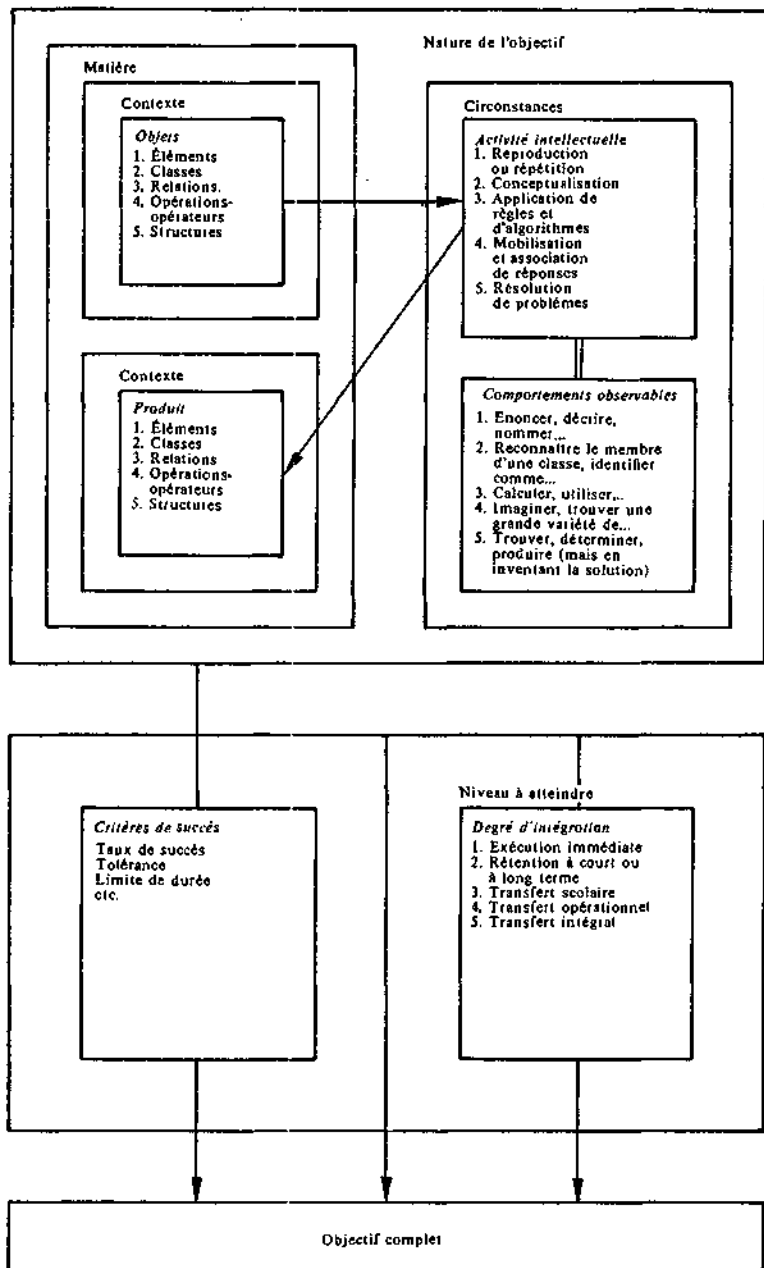 Nature de l'objectif
Matière
Contexte
Objets
1. Éléments
2. Classes
3. Relations.
4. Opérations-
opérateurs
5. Structures
Circonstances
Activité intellectuelle
1. Reproduction
ou répétition
2. Conceptualisation
3. Application de
règles et
d'algorithmes
4. Mobilisation
et association
de réponses
5. Résolution
de problèmes
Contexte
Produit
1. Éléments
2. Classes
3. Relations
4. Opérations-
opérateurs
5. Structures
Comportements observables
1. Enoncer, décrire,
nommer...
2. Reconnaître le membre
d'une classe, identifier
comme...
3. Calculer, utiliser...
4. Imaginer, trouver une
grande variété de...
5. Trouver, déterminer,
produire (mais en
inventant la solution)
Critères de succès
Taux de succès
Tolérance
Limite de durée
etc.
Niveau à atteindre
Degré d'intégration
1. Exécution immédiate
2. Rétention à court ou
à long terme
3. Transfert scolaire
4. Transfert opérationnel
5. Transfert intégral
Objectif complet